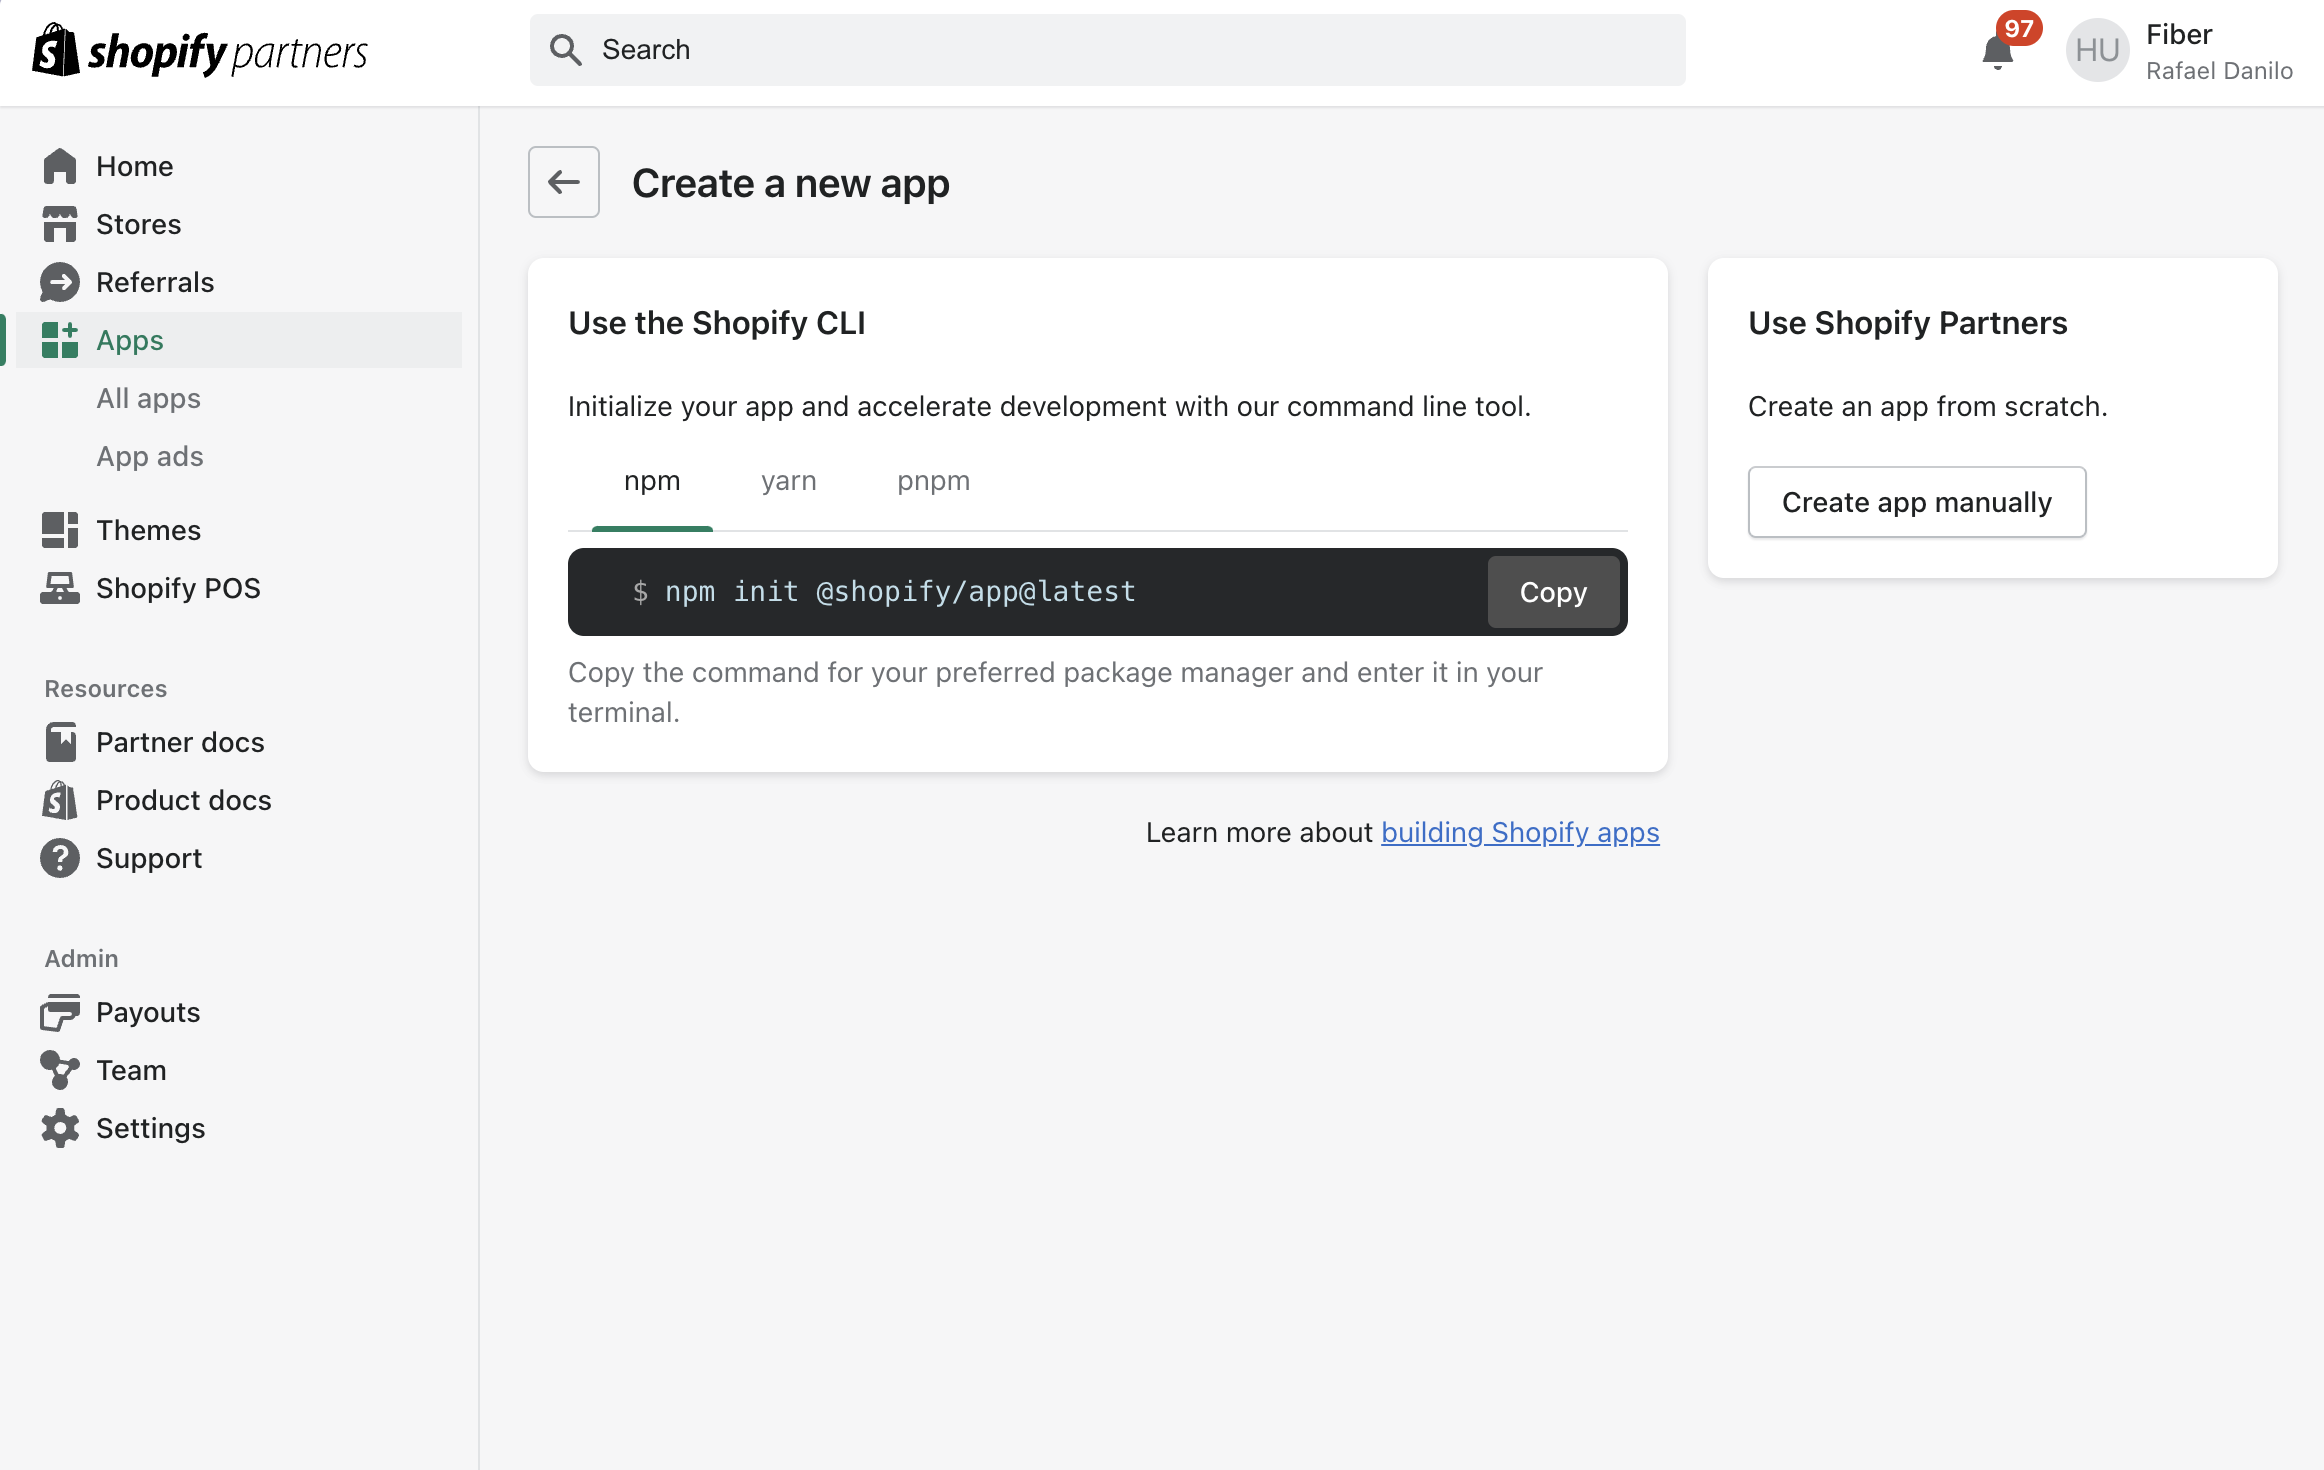 shopify partners
Search
97
HU
Fiber
Rafael Danilo
Home
Stores
Referrals
Apps
All apps
App ads
Themes
Shopify POS
Resources
Partner docs
Product docs
Support
Admin
Payouts
Team
Settings
Create a new app
Use the Shopify CLI
Initialize your app and accelerate development with our command line tool.
npm yarn pnpm
$ npm init @shopify/app@latest
Copy
Copy the command for your preferred package manager and enter it in your
terminal.
Learn more about building Shopify apps
Use Shopify Partners
Create an app from scratch.
Create app manually